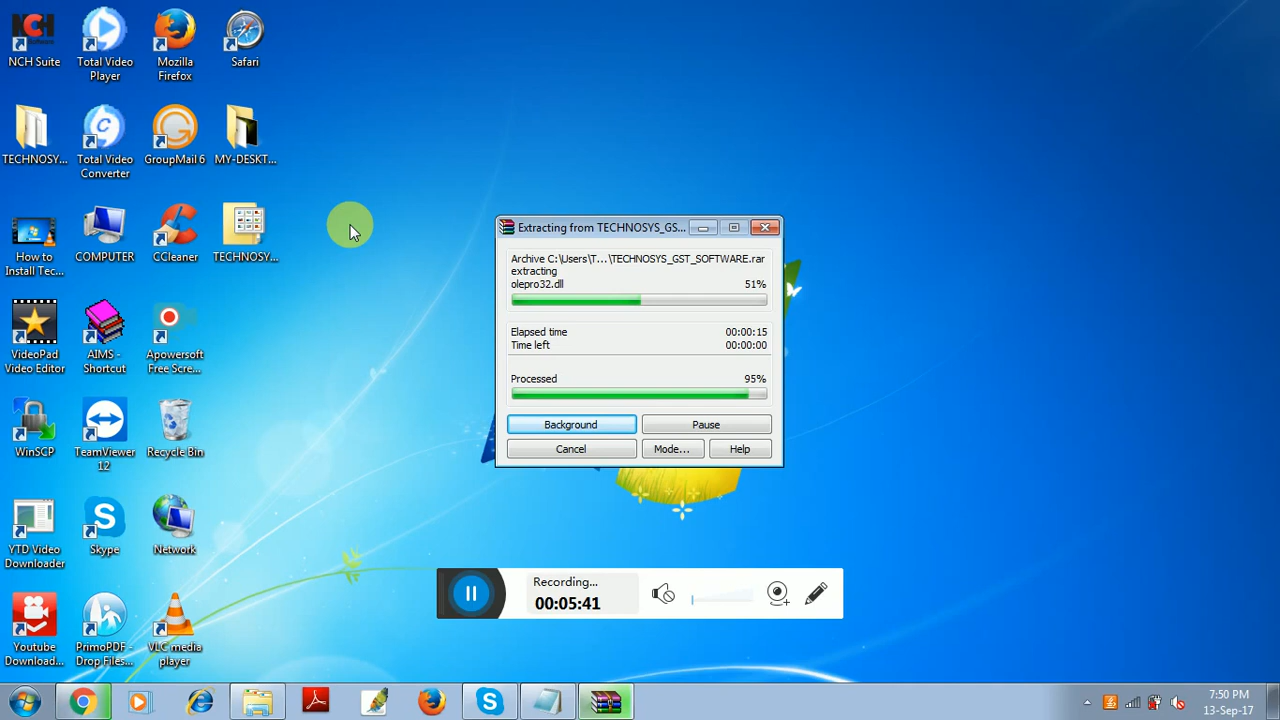 NCH
NCH Suite
Total Video
Player
Mozilla
Firefox
Safari
TECHNOSY...
Total Video
Converter
GroupMail 6
MY-DESKT...
How to
Install Tec...
COMPUTER
CCleaner
TECHNOSY...
VideoPad
Video Editor
AIMS -
Shortcut
Apowersoft
Free Scre...
WinSCP
TeamViewer
12
Recycle Bin
YTD Video
Downloader
Skype
Network
Youtube
Download...
PrimoPDF -
Drop Files...
VLC media
player
Extracting from TECHNOSYS_GS...
Archive C:\Users\T...\TECHNOSYS_GST_SOFTWARE.rar
extracting
olepro32.dll 51%
Elapsed time 00:00:15
Time left 00:00:00
Processed 95%
Background Pause
Cancel Mode... Help
Recording...
00:05:41
7:50 PM
13-Sep-17